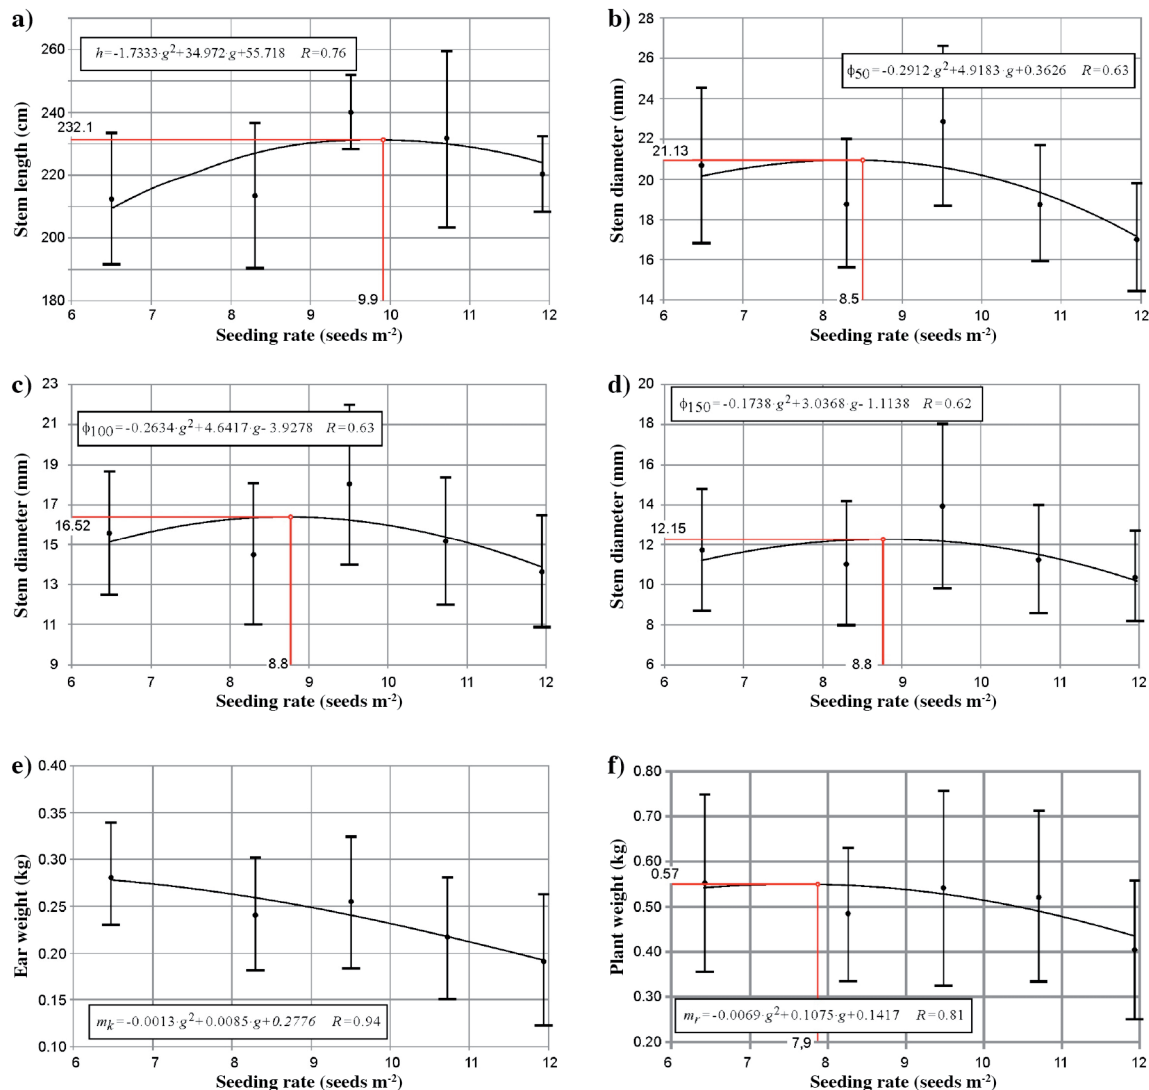 a)
h=-1.7333·g²+34.972·g+55.718 R=0.76
260
240
220
200
180
232.1
9.9
6 7 8 9 10 11 12
Stem length (cm)
Seeding rate (seeds m⁻²)
b)
ϕ50=-0.2912·g²+4.9183·g+0.3626 R=0.63
28
26
24
22
20
18
16
14
21.13
8.5
6 7 8 9 10 11 12
Stem diameter (mm)
Seeding rate (seeds m⁻²)
c)
ϕ100=-0.2634·g²+4.6417·g-3.9278 R=0.63
23
21
19
17
15
13
11
9
16.52
8.8
6 7 8 9 10 11 12
Stem diameter (mm)
Seeding rate (seeds m⁻²)
d)
ϕ150=-0.1738·g²+3.0368·g-1.1138 R=0.62
20
18
16
14
12
10
8
6
12.15
8.8
6 7 8 9 10 11 12
Stem diameter (mm)
Seeding rate (seeds m⁻²)
e)
0.40
0.35
0.30
0.25
0.20
0.15
0.10
mk=-0.0013·g²+0.0085·g+0.2776 R=0.94
6 7 8 9 10 11 12
Ear weight (kg)
Seeding rate (seeds m⁻²)
f)
0.80
0.70
0.60
0.50
0.40
0.30
0.20
0.57
mr=-0.0069·g²+0.1075·g+0.1417 R=0.81
7,9
6 7 8 9 10 11 12
Plant weight (kg)
Seeding rate (seeds m⁻²)